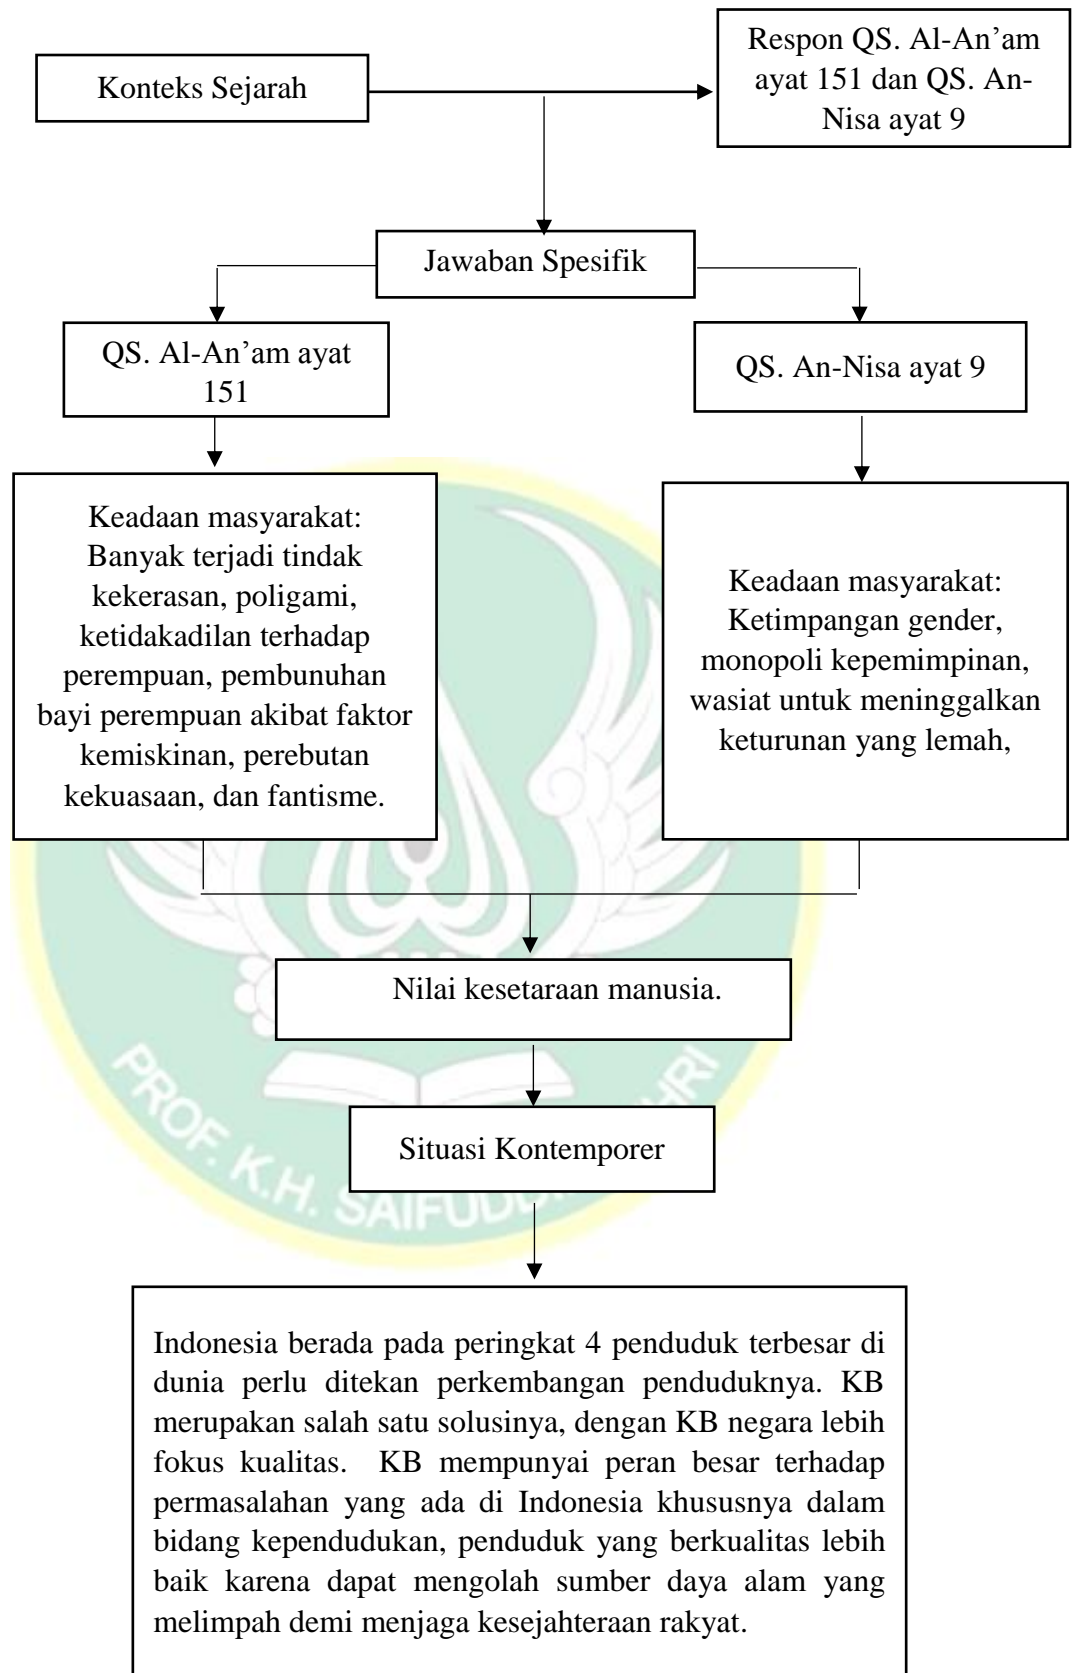 Konteks Sejarah
Respon QS. Al-An’am
ayat 151 dan QS. An-
Nisa ayat 9
Jawaban Spesifik
QS. Al-An’am ayat
151
QS. An-Nisa ayat 9
Keadaan masyarakat:
Banyak terjadi tindak
kekerasan, poligami,
ketidakadilan terhadap
perempuan, pembunuhan
bayi perempuan akibat faktor
kemiskinan, perebutan
kekuasaan, dan fantisme.
Keadaan masyarakat:
Ketimpangan gender,
monopoli kepemimpinan,
wasiat untuk meninggalkan
keturunan yang lemah,
Nilai kesetaraan manusia.
Situasi Kontemporer
PROF. K.H.
Indonesia berada pada peringkat 4 penduduk terbesar di
dunia perlu ditekan perkembangan penduduknya. KB
merupakan salah satu solusinya, dengan KB negara lebih
fokus kualitas. KB mempunyai peran besar terhadap
permasalahan yang ada di Indonesia khususnya dalam
bidang kependudukan, penduduk yang berkualitas lebih
baik karena dapat mengolah sumber daya alam yang
melimpah demi menjaga kesejahteraan rakyat.